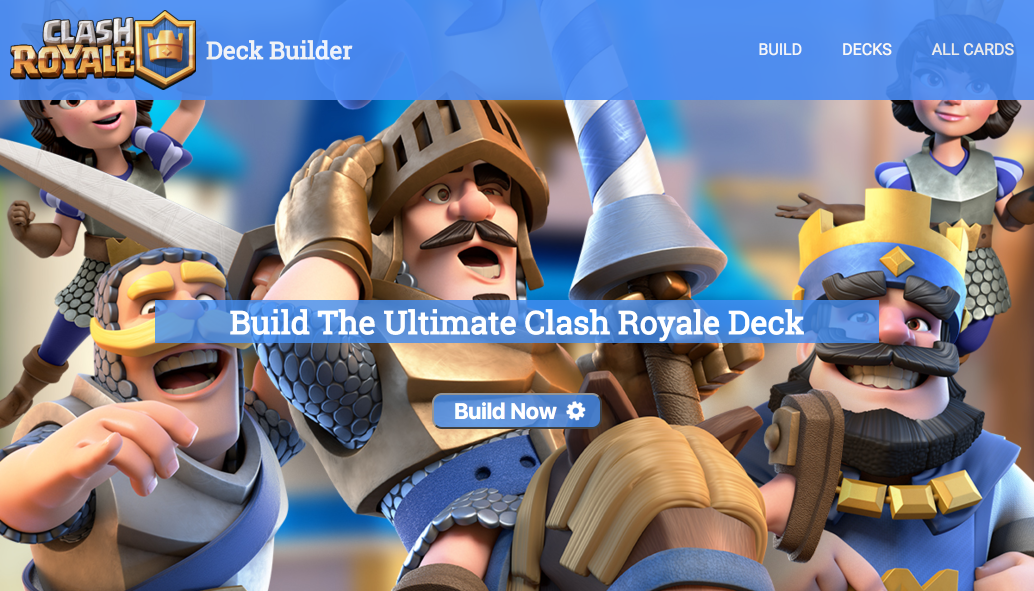 CLASH
ROYALE
Deck Builder
BUILD DECKS ALL CARDS
Build The Ultimate Clash Royale Deck
Build Now